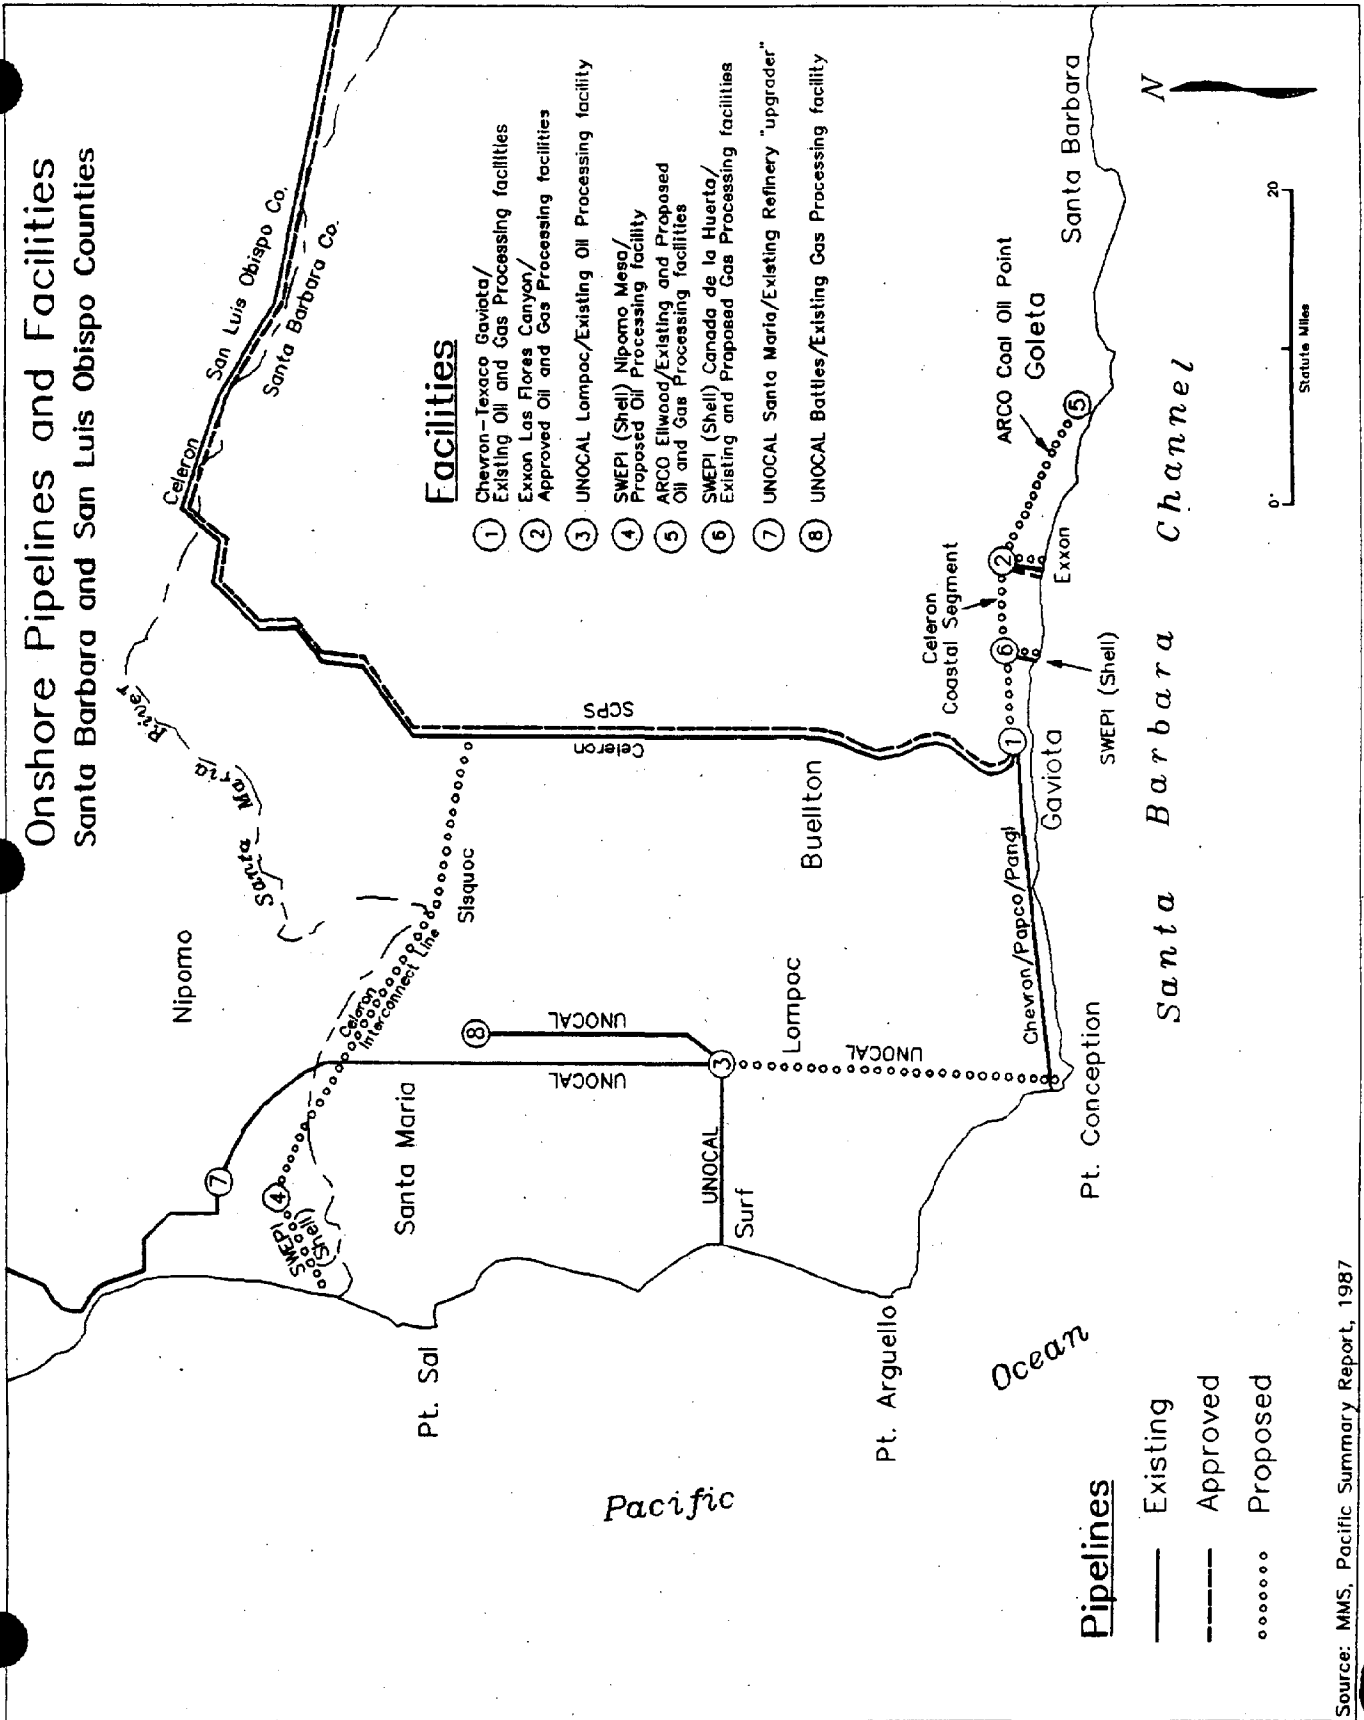 Onshore Pipelines and Facilities
Santa Barbara and San Luis Obispo Counties
San Luis Obispo Co.
Santa Barbara Co.
Celeron
Santa Maria River
Nipomo
Facilities
1 Chevron-Texaco Gaviota/
Existing Oil and Gas Processing facilities
2 Exxon Las Flores Canyon/
Approved Oil and Gas Processing facilities
3 UNOCAL Lompoc/Existing Oil Processing facility
4 SWEPI (Shell) Nipomo Mesa/
Proposed Oil Processing facility
5 ARCO Ellwood/Existing and Proposed
Oil and Gas Processing facilities
6 SWEPI (Shell) Canada de la Huerta/
Existing and Proposed Gas Processing facilities
7 UNOCAL Santa Maria/Existing Refinery "upgrader"
8 UNOCAL Battles/Existing Gas Processing facility
7
4
SWEPI
(Shell)
Celeron
Interconnect Line
Sisquoc
Santa Maria
Pt. Sal
8
UNOCAL
UNOCAL
Celeron
SCPS
3
UNOCAL
Surf
Lompoc
Buellton
UNOCAL
Pt. Arguello
Celeron
Coastal Segment
ARCO Coal Oil Point
Goleta
Santa Barbara
1
6
2
5
Chevron/Papco/Pangl
Gaviota
Exxon
SWEPI (Shell)
Pt. Conception
Pacific
Ocean
Santa Barbara Channel
N
0
20
Statute Miles
Pipelines
Existing
Approved
Proposed
Source: MMS, Pacific Summary Report, 1987